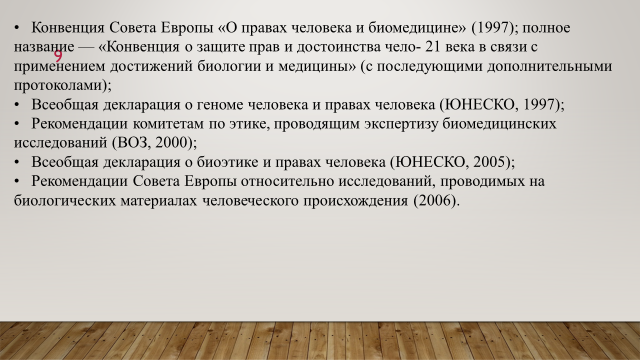 • Конвенция Совета Европы «О правах человека и биомедицине» (1997); полное
название — «Конвенция о защите прав и достоинства чело- 21 века в связи с
9
применением достижений биологии и медицины» (с последующими дополнительными
протоколами);
• Всеобщая декларация о геноме человека и правах человека (ЮНЕСКО, 1997);
• Рекомендации комитетам по этике, проводящим экспертизу биомедицинских
исследований (ВОЗ, 2000);
• Всеобщая декларация о биоэтике и правах человека (ЮНЕСКО, 2005);
• Рекомендации Совета Европы относительно исследований, проводимых на
биологических материалах человеческого происхождения (2006).